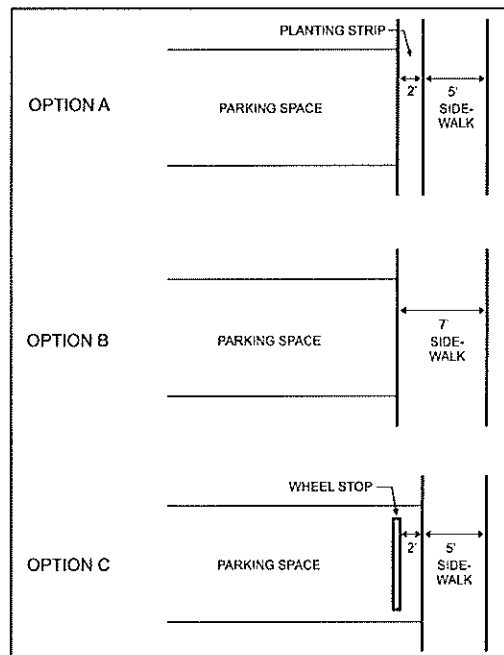 PLANTING STRIP
2'
5'
SIDE-
WALK
OPTION A
PARKING SPACE
7'
SIDE-
WALK
OPTION B
PARKING SPACE
WHEEL STOP
2'
5'
SIDE-
WALK
OPTION C
PARKING SPACE